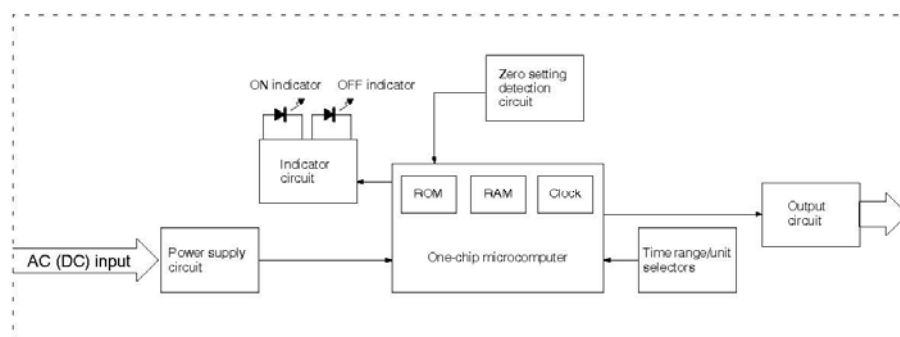 Zero setting
detection
circuit
ON indicator
OFF indicator
Indicator
circuit
ROM
RAM
Clock
Output
circuit
AC (DC) input
Power supply
circuit
One-chip microcomputer
Time range/unit
selectors